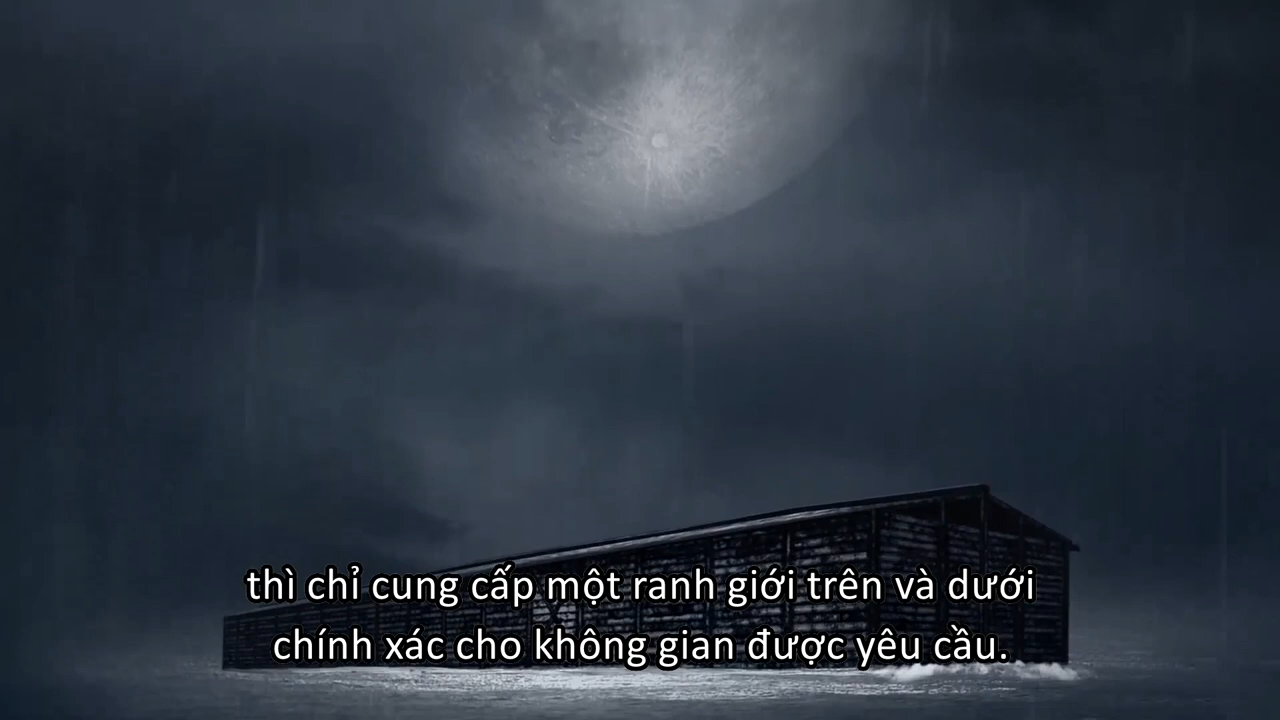 thì chỉ cung cấp một ranh giới trên và dưới
chính xác cho không gian được yêu cầu.